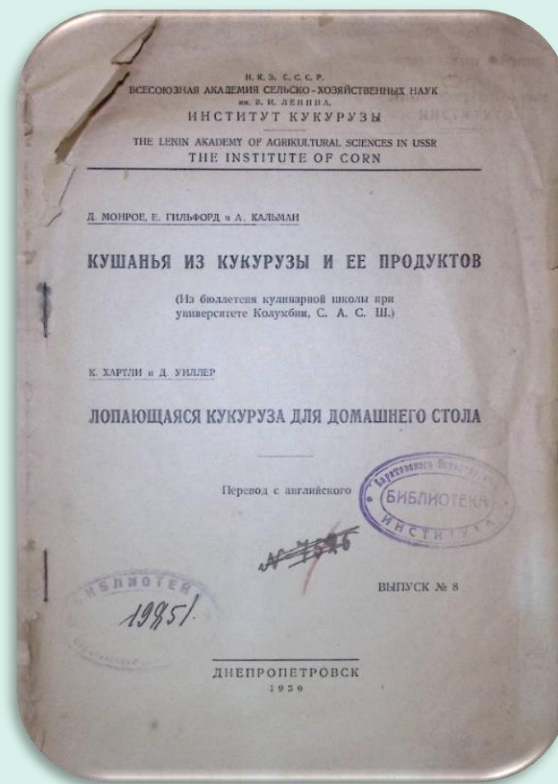 Н. К. З. С. С. С. Р.
ВСЕСОЮЗНАЯ АКАДЕМИЯ СЕЛЬСКО-ХОЗЯЙСТВЕННЫХ НАУК
им. В. И. ЛЕНИНА.
ИНСТИТУТ КУКУРУЗЫ
THE LENIN AKADEMY OF AGRIKULTURAL SCIENCES IN USSR
THE INSTITUTE OF CORN
Д. МОНРОЕ, Е. ГИЛЬФОРД и А. КАЛЬМАН
КУШАНЬЯ ИЗ КУКУРУЗЫ И ЕЕ ПРОДУКТОВ
(Из бюллетеня кулинарной школы при
университете Колумбии, С. А. С. Ш.)
К. ХАРТЛИ и Д. УИЛЛЕР
ЛОПАЮЩАЯСЯ КУКУРУЗА ДЛЯ ДОМАШНЕГО СТОЛА
Перевод с английского
БИБЛИОТЕКА
ИНСТИТУТА
ВЫПУСК № 8
ДНЕПРОПЕТРОВСК
1930